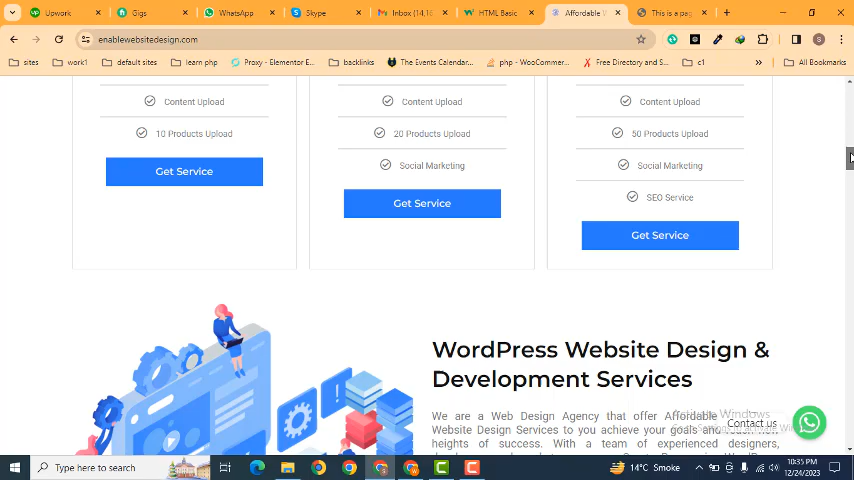 Upwork Gigs WhatsApp Skype Inbox (14,16 HTML Basic Affordable This is a pag
enablewebsitedesign.com
sites work1 default sites learn php Proxy - Elementor E... backlinks The Events Calendar... php - WooCommer... Free Directory and S... c1 » All Bookmarks
Content Upload Content Upload Content Upload
10 Products Upload 20 Products Upload 50 Products Upload
Get Service Social Marketing Social Marketing
Get Service SEO Service
Get Service
WordPress Website Design &
Development Services
We are a Web Design Agency that offer Affordable
Activate Windows
Website Design Services to you achieve your goals and
Contact us
heights of success. With a team of experienced designers,
Type here to search
14°C Smoke
10:35 PM
12/24/2023